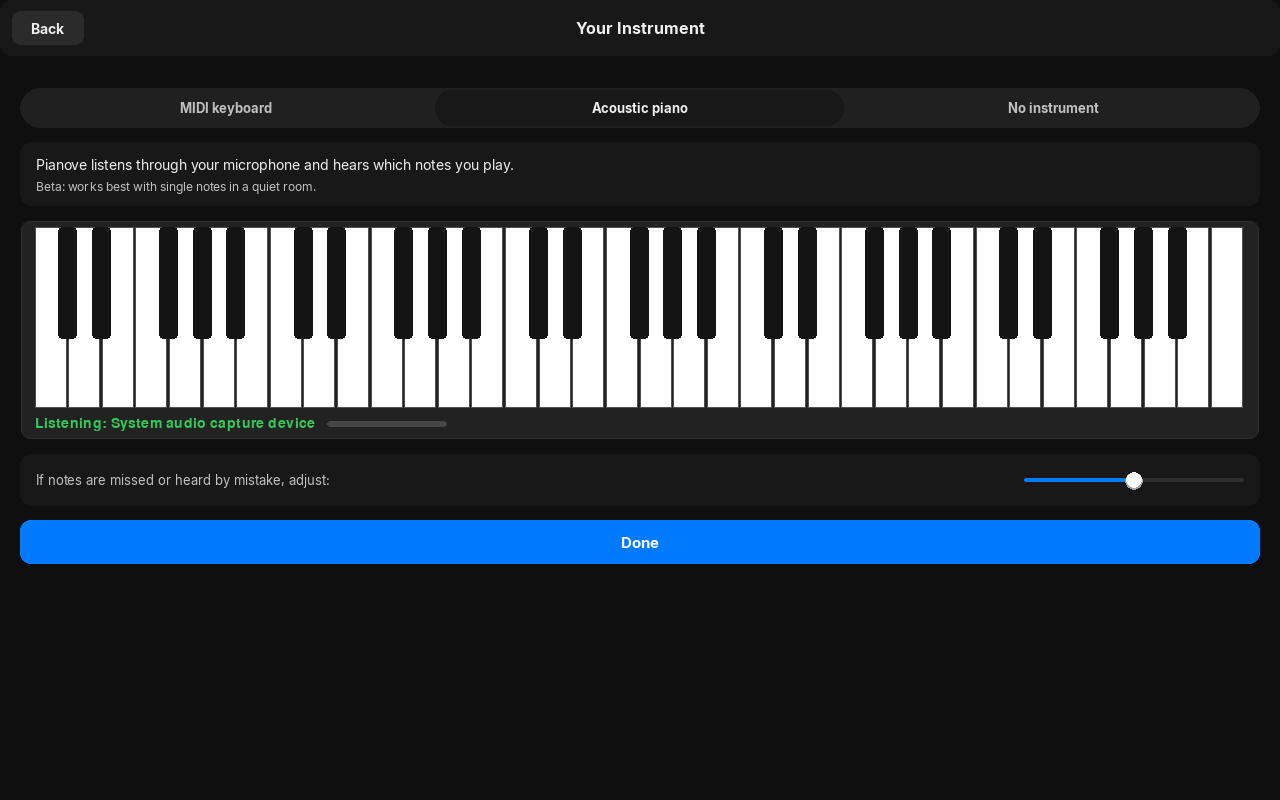 Back
Your Instrument
MIDI keyboard
Acoustic piano
No instrument
Pianove listens through your microphone and hears which notes you play.
Beta: works best with single notes in a quiet room.
Listening: System audio capture device
If notes are missed or heard by mistake, adjust:
Done